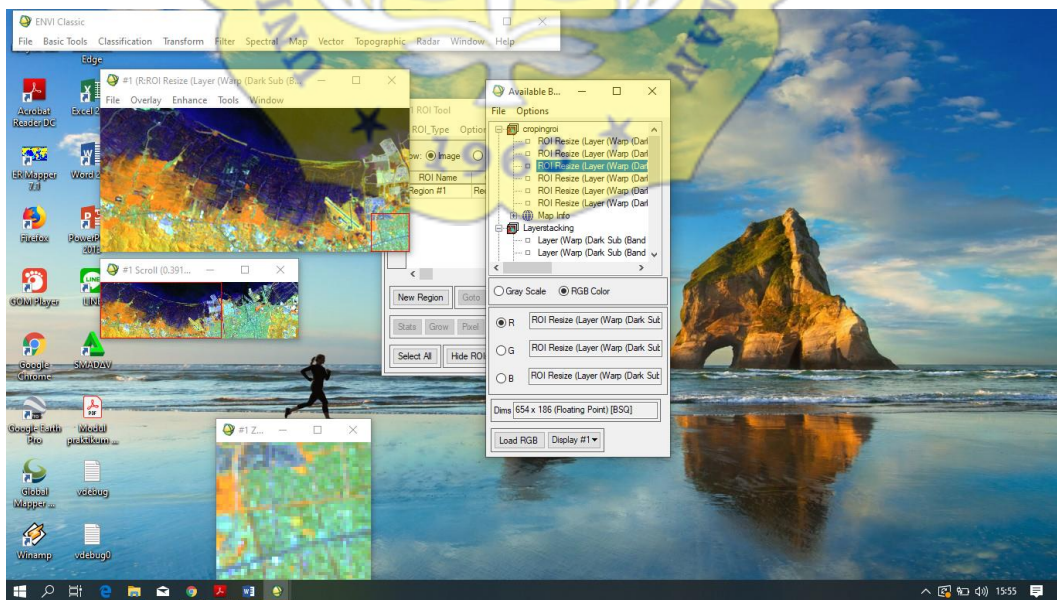 ENVI Classic
File Basic Tools Classification Transform Filter Spectral Map Vector Topographic Radar Window Help
Edge
Acrobat Reader DC
Excel 2
ER Mapper 7.1
Word 2
Firefox
PowerP
201
GOM Player
LINE
Google Chrome
SMADAV
Google Earth Pro
Modul praktikum ...
Global Mapper ...
vdebug
Winamp
vdebug0
#1 (R:ROI Resize (Layer (Warp (Dark Sub (B...
File Overlay Enhance Tools Window
#1 Scroll (0.391...
#1 Z...
1 ROI Tool
ROI_Type Option
ow: Image
ROI Name
Region #1 Re
New Region Goto
Stats Grow Pixel
Select All Hide ROIs
Available B...
File Options
cropingroi
ROI Resize (Layer (Warp (Dark
ROI Resize (Layer (Warp (Dark
ROI Resize (Layer (Warp (Dark
ROI Resize (Layer (Warp (Dark
ROI Resize (Layer (Warp (Dark
ROI Resize (Layer (Warp (Dark
Map Info
Layerstacking
Layer (Warp (Dark Sub (Band
Layer (Warp (Dark Sub (Band
Gray Scale RGB Color
R ROI Resize (Layer (Warp (Dark Sub
G ROI Resize (Layer (Warp (Dark Sub
B ROI Resize (Layer (Warp (Dark Sub
Dims 654 x 186 (Floating Point) [BSQ]
Load RGB Display #1
15:55